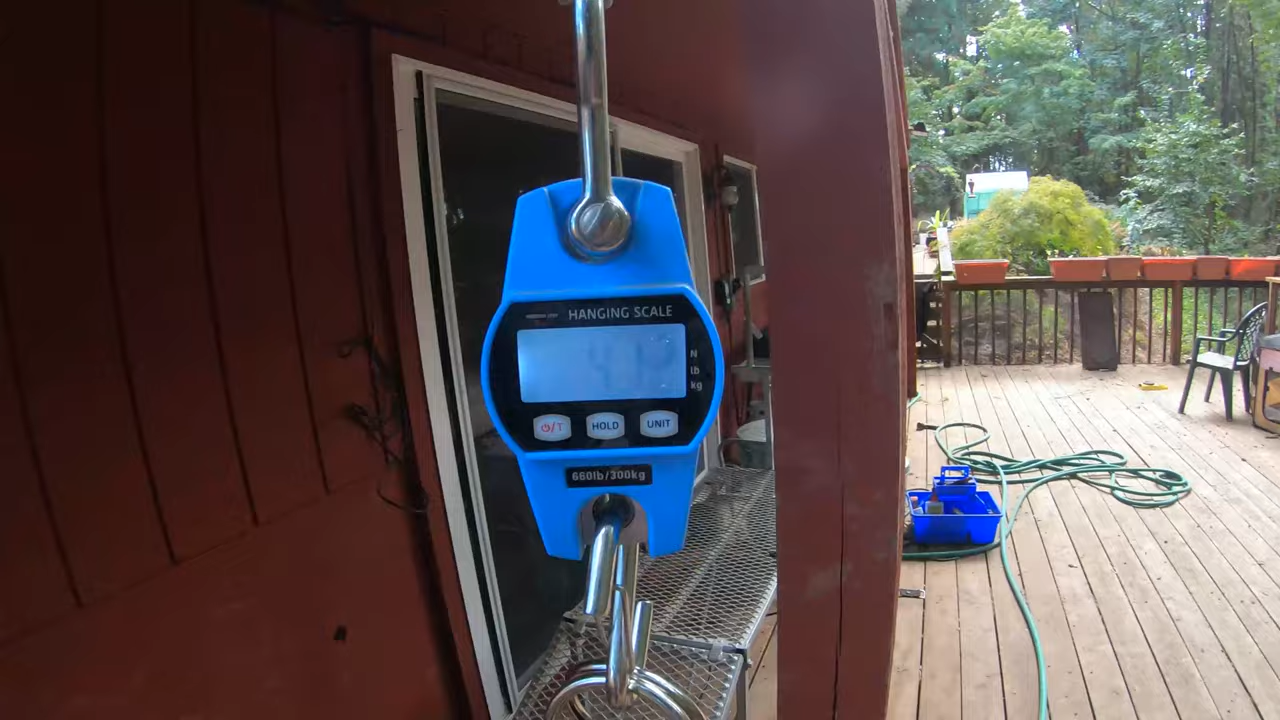 HANGING SCALE
N
lb
kg
⏻/T
HOLD
UNIT
660lb/300kg